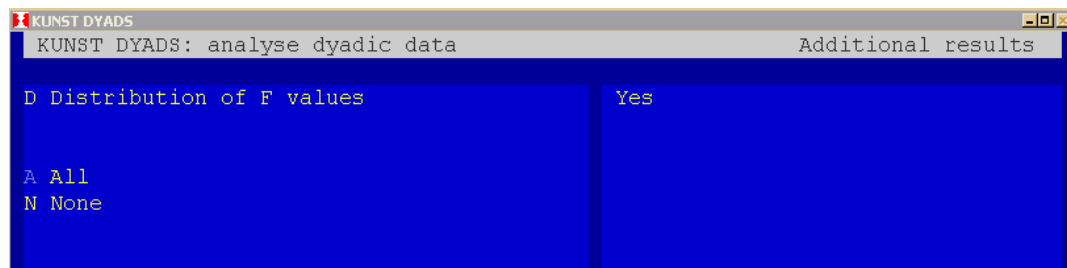 KUNST DYADS
KUNST DYADS: analyse dyadic data Additional results
D Distribution of F values Yes
A All
N None